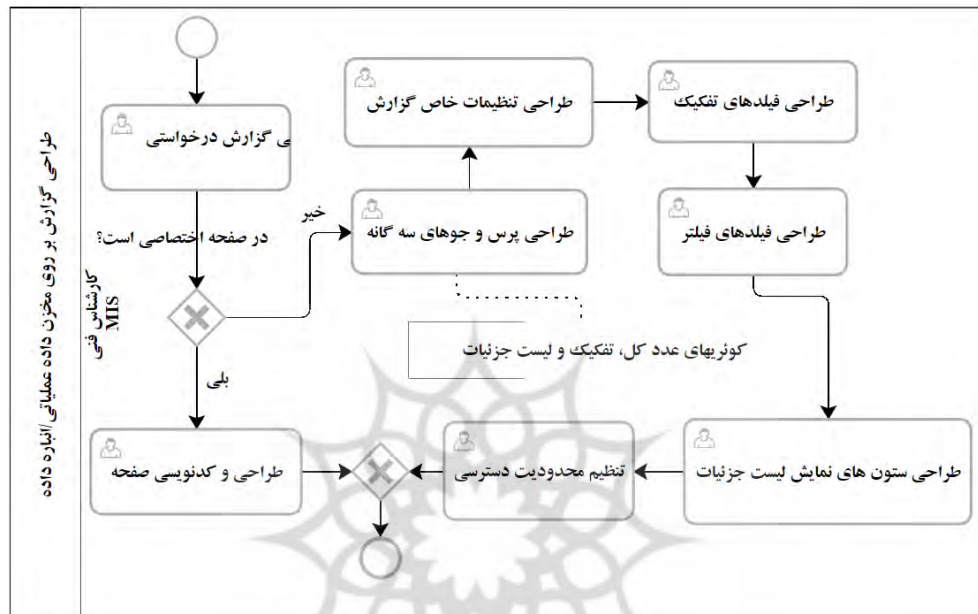 طراحی گزارش بر روی مخزن داده عملیاتی/انباره داده
کارشناس فنی
MIS
ی گزارش درخواستی
در صفحه اختصاصی است؟
خیر
بلی
طراحی پرس و جوهای سه گانه
طراحی تنظیمات خاص گزارش
طراحی فیلدهای تفکیک
طراحی فیلدهای فیلتر
کوئریهای عدد کل، تفکیک و لیست جزئیات
طراحی ستون های نمایش لیست جزئیات
تنظیم محدودیت دسترسی
طراحی و کدنویسی صفحه